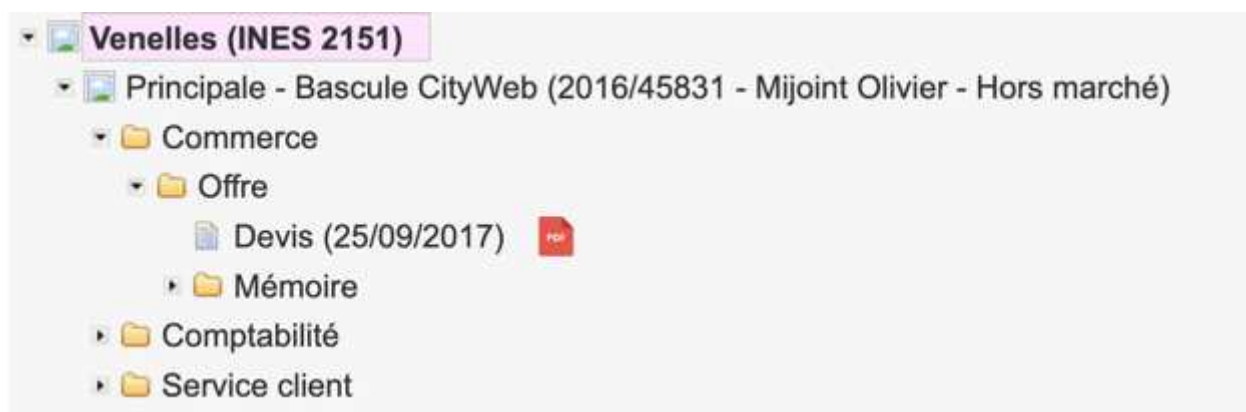 Venelles (INES 2151)
Principale - Bascule CityWeb (2016/45831 - Mijoint Olivier - Hors marché)
Commerce
Offre
Devis (25/09/2017) PDF
Mémoire
Comptabilité
Service client